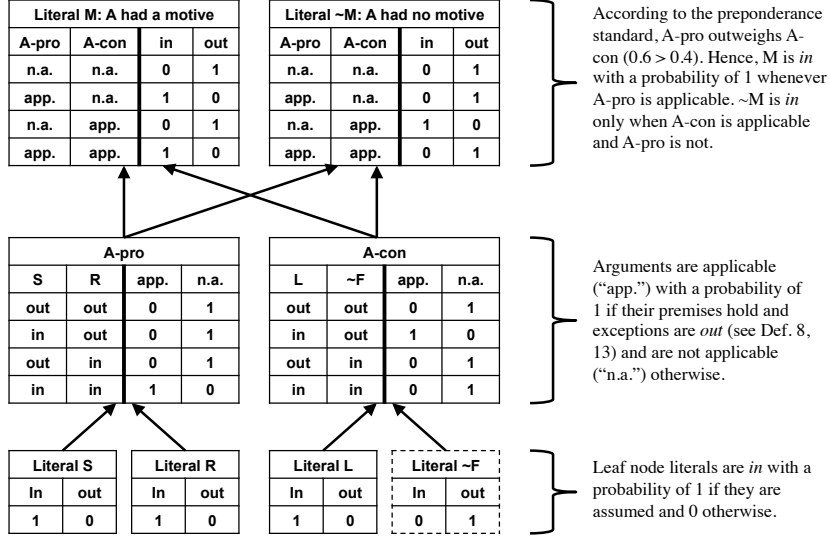 Literal M: A had a motive
A-pro A-con in out
n.a. n.a. 0 1
app. n.a. 1 0
n.a. app. 0 1
app. app. 1 0
Literal ~M: A had no motive
A-pro A-con in out
n.a. n.a. 0 1
app. n.a. 0 1
n.a. app. 1 0
app. app. 0 1
According to the preponderance
standard, A-pro outweighs A-
con (0.6 > 0.4). Hence, M is in
with a probability of 1 whenever
A-pro is applicable. ~M is in
only when A-con is applicable
and A-pro is not.
A-pro
S R app. n.a.
out out 0 1
in out 0 1
out in 0 1
in in 1 0
A-con
L ~F app. n.a.
out out 0 1
in out 1 0
out in 0 1
in in 0 1
Arguments are applicable
(“app.”) with a probability of
1 if their premises hold and
exceptions are out (see Def. 8,
13) and are not applicable
(“n.a.”) otherwise.
Literal S
In out
1 0
Literal R
In out
1 0
Literal L
In out
1 0
Literal ~F
In out
0 1
Leaf node literals are in with a
probability of 1 if they are
assumed and 0 otherwise.